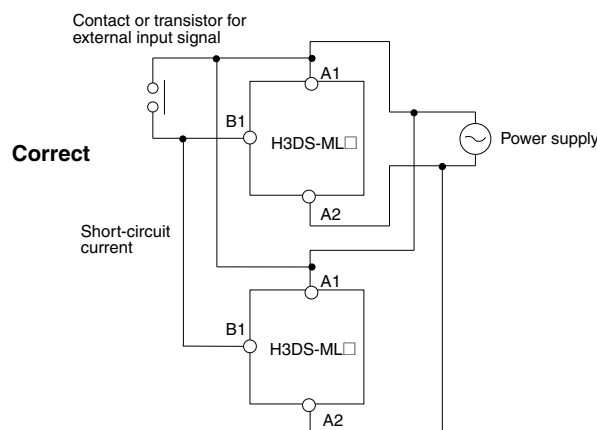 Contact or transistor for
external input signal
A1
B1
H3DS-ML□
Power supply
Correct
A2
Short-circuit
current
A1
B1
H3DS-ML□
A2